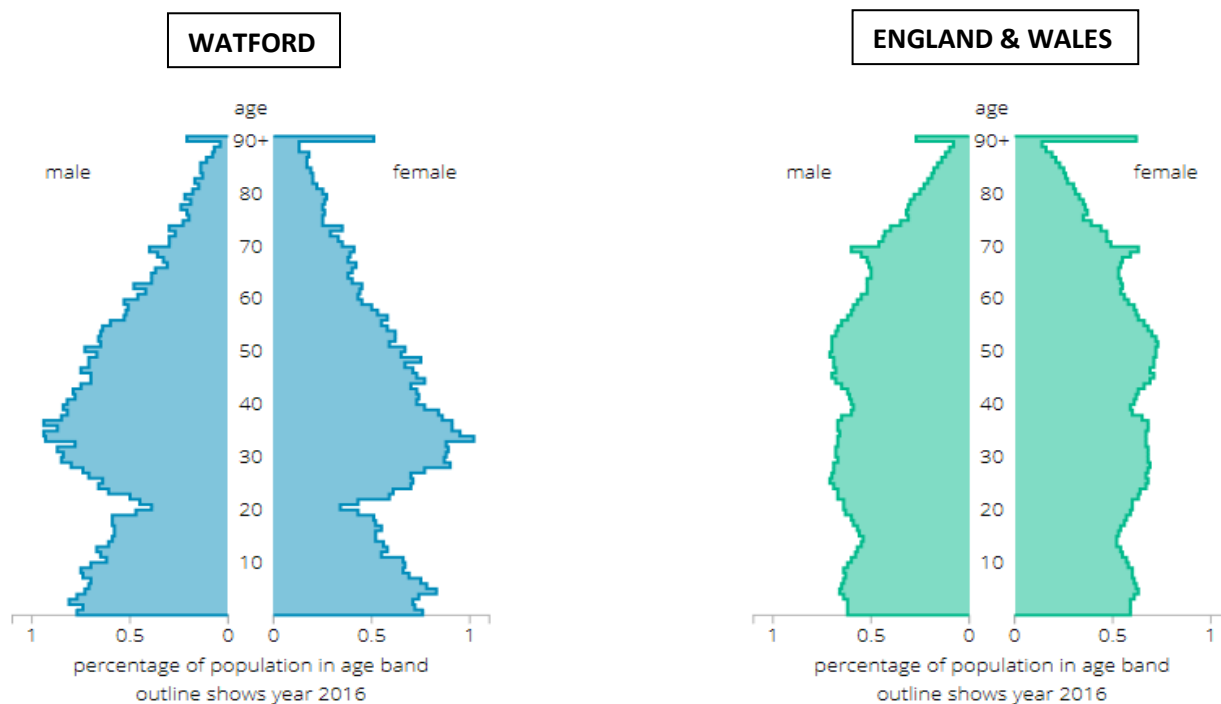 WATFORD
age
90+
male
female
80
70
60
50
40
30
20
10
1 0.5 0 0 0.5 1
percentage of population in age band
outline shows year 2016
ENGLAND & WALES
age
90+
male
female
80
70
60
50
40
30
20
10
1 0.5 0 0 0.5 1
percentage of population in age band
outline shows year 2016